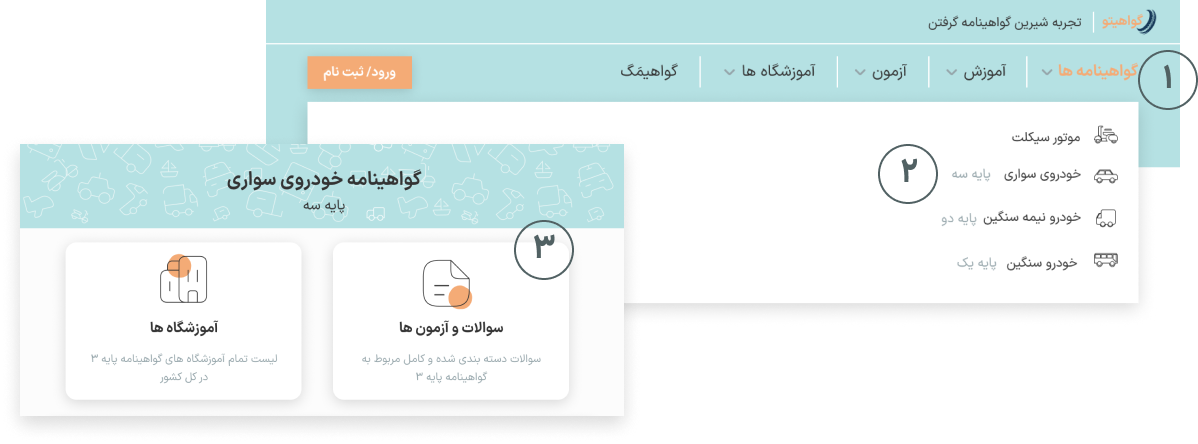 گواهیتو
تجربه شیرین گواهینامه گرفتن
گواهینامه ها
آموزش
آزمون
آموزشگاه ها
گواهیمَگ
ورود/ ثبت نام
۱
موتور سیکلت
خودروی سواری پایه سه
خودرو نیمه سنگین پایه دو
خودرو سنگین پایه یک
۲
گواهینامه خودروی سواری
پایه سه
۳
سوالات و آزمون ها
سوالات دسته بندی شده و کامل مربوط به
گواهینامه پایه ۳
آموزشگاه ها
لیست تمام آموزشگاه های گواهینامه پایه ۳
در کل کشور